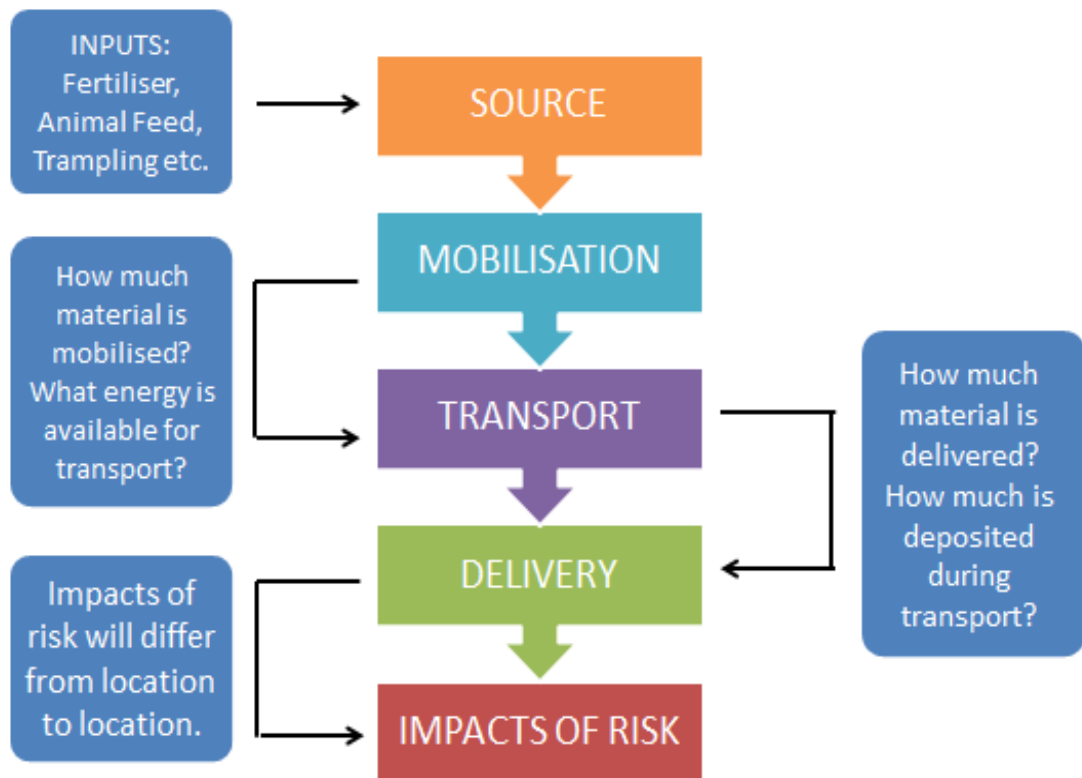 INPUTS:
Fertiliser,
Animal Feed,
Trampling etc.
SOURCE
MOBILISATION
How much
material is
mobilised?
What energy is
available for
transport?
TRANSPORT
How much
material is
delivered?
How much is
deposited
during
transport?
DELIVERY
Impacts of
risk will differ
from location
to location.
IMPACTS OF RISK